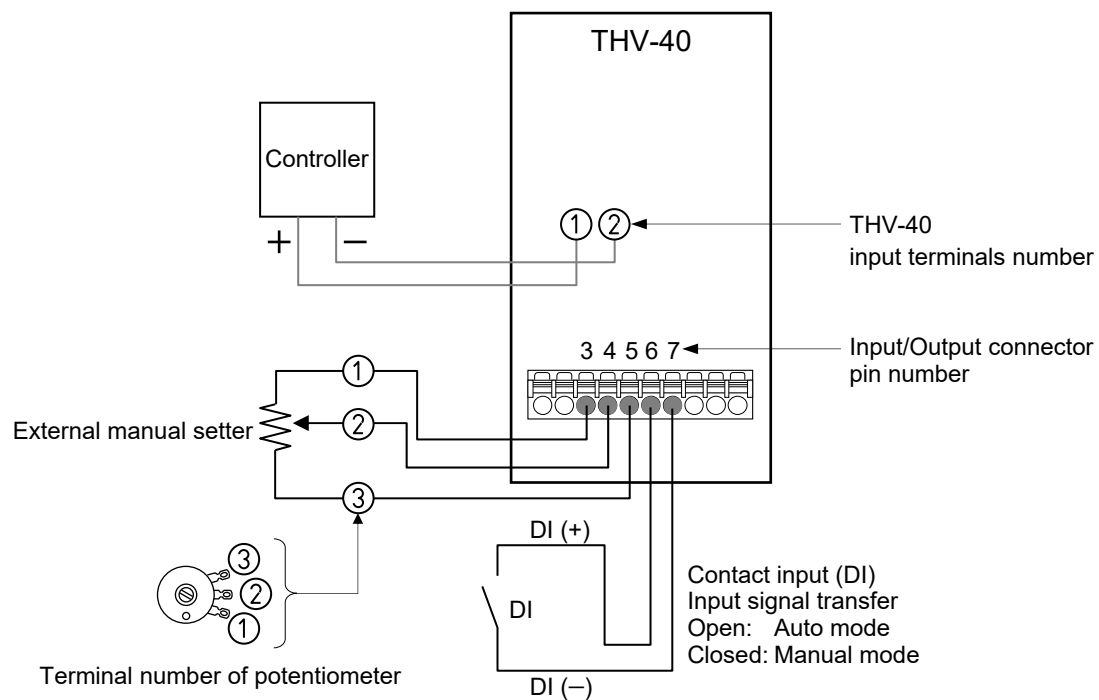 THV-40
Controller
+ −
① ②
THV-40
input terminals number
3 4 5 6 7
Input/Output connector
pin number
①
External manual setter
②
③
DI (+)
③
②
①
DI
Contact input (DI)
Input signal transfer
Open: Auto mode
Closed: Manual mode
Terminal number of potentiometer
DI (−)